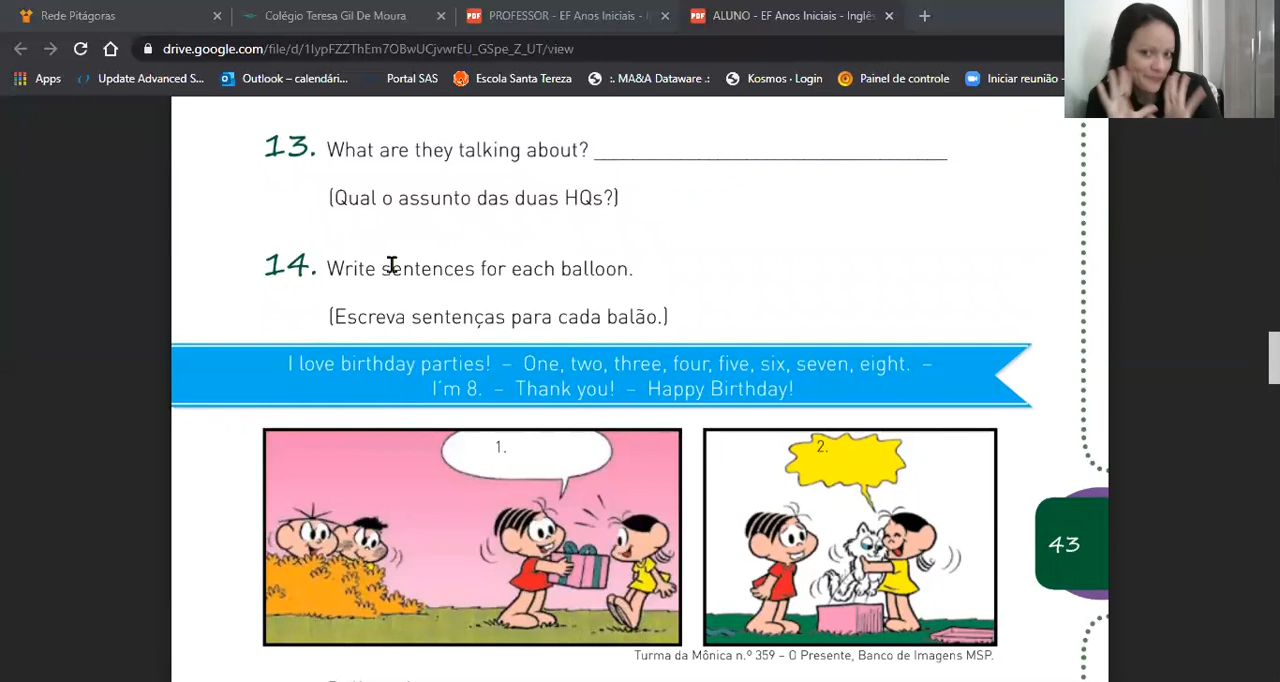 Rede Pitágoras
Colégio Teresa Gil De Moura
PROFESSOR - EF Anos Iniciais -
ALUNO - EF Anos Iniciais - Inglês
drive.google.com/file/d/1IypFZZThEm7OBwUCjvwrEU_GSpe_Z_UT/view
Apps Update Advanced S... Outlook – calendári... Portal SAS Escola Santa Tereza .: MA&A Dataware :. Kosmos · Login Painel de controle Iniciar reunião –
13. What are they talking about?
(Qual o assunto das duas HQs?)
14. Write sentences for each balloon.
(Escreva sentenças para cada balão.)
I love birthday parties! – One, two, three, four, five, six, seven, eight. –
I´m 8. – Thank you! – Happy Birthday!
1.
2.
43
Turma da Mônica n.º 359 – O Presente, Banco de Imagens MSP.